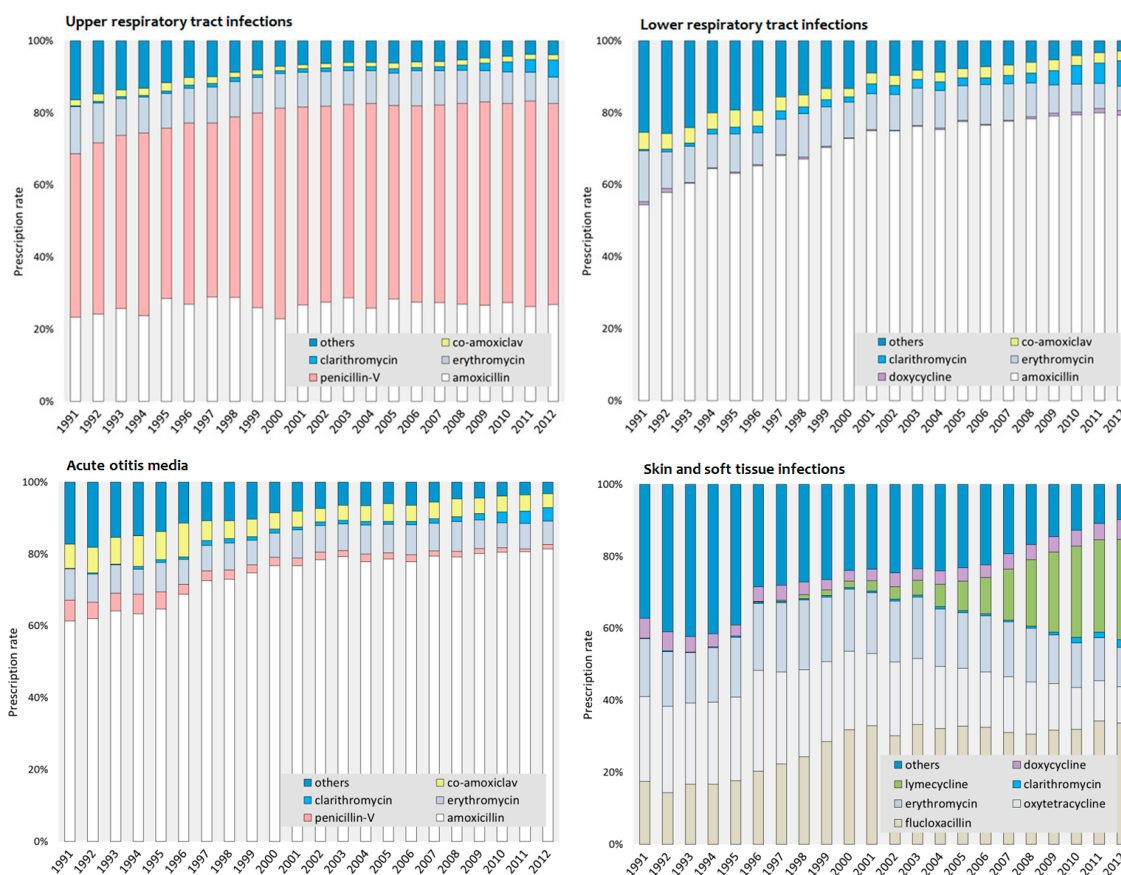 Upper respiratory tract infections
100%
80%
60%
40%
20%
0%
Prescription rate
others
co-amoxiclav
clarithromycin
erythromycin
penicillin-V
amoxicillin
1991 1992 1993 1994 1995 1996 1997 1998 1999 2000 2001 2002 2003 2004 2005 2006 2007 2008 2009 2010 2011 2012
Lower respiratory tract infections
100%
80%
60%
40%
20%
0%
Prescription rate
others
co-amoxiclav
clarithromycin
erythromycin
doxycycline
amoxicillin
1991 1992 1993 1994 1995 1996 1997 1998 1999 2000 2001 2002 2003 2004 2005 2006 2007 2008 2009 2010 2011 2012
Acute otitis media
100%
80%
60%
40%
20%
0%
Prescription rate
others
co-amoxiclav
clarithromycin
erythromycin
penicillin-V
amoxicillin
1991 1992 1993 1994 1995 1996 1997 1998 1999 2000 2001 2002 2003 2004 2005 2006 2007 2008 2009 2010 2011 2012
Skin and soft tissue infections
100%
80%
60%
40%
20%
0%
Prescription rate
others
doxycycline
lymecycline
clarithromycin
erythromycin
oxytetracycline
flucloxacillin
1991 1992 1993 1994 1995 1996 1997 1998 1999 2000 2001 2002 2003 2004 2005 2006 2007 2008 2009 2010 2011 2012